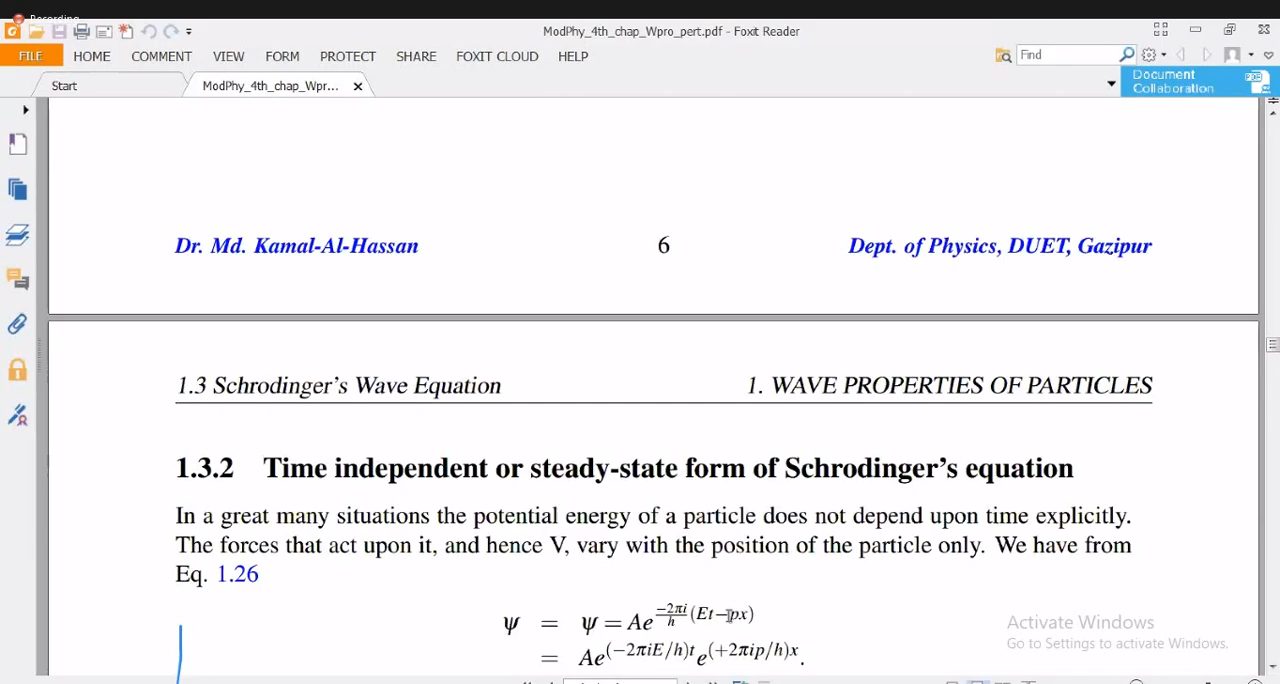 Recording
ModPhy_4th_chap_Wpro_pert.pdf - Foxit Reader
FILE HOME COMMENT VIEW FORM PROTECT SHARE FOXIT CLOUD HELP
Find
Start
ModPhy_4th_chap_Wpr...
Document
Collaboration
Dr. Md. Kamal-Al-Hassan 6 Dept. of Physics, DUET, Gazipur
1.3 Schrodinger's Wave Equation 1. WAVE PROPERTIES OF PARTICLES
1.3.2 Time independent or steady-state form of Schrodinger's equation
In a great many situations the potential energy of a particle does not depend upon time explicitly.
The forces that act upon it, and hence V, vary with the position of the particle only. We have from
Eq. 1.26
ψ = ψ = Ae^{\frac{-2πi}{h}(Et−px)}
= Ae^{(−2πiE/h)t}e^{(+2πip/h)x}.
Activate Windows
Go to Settings to activate Windows.